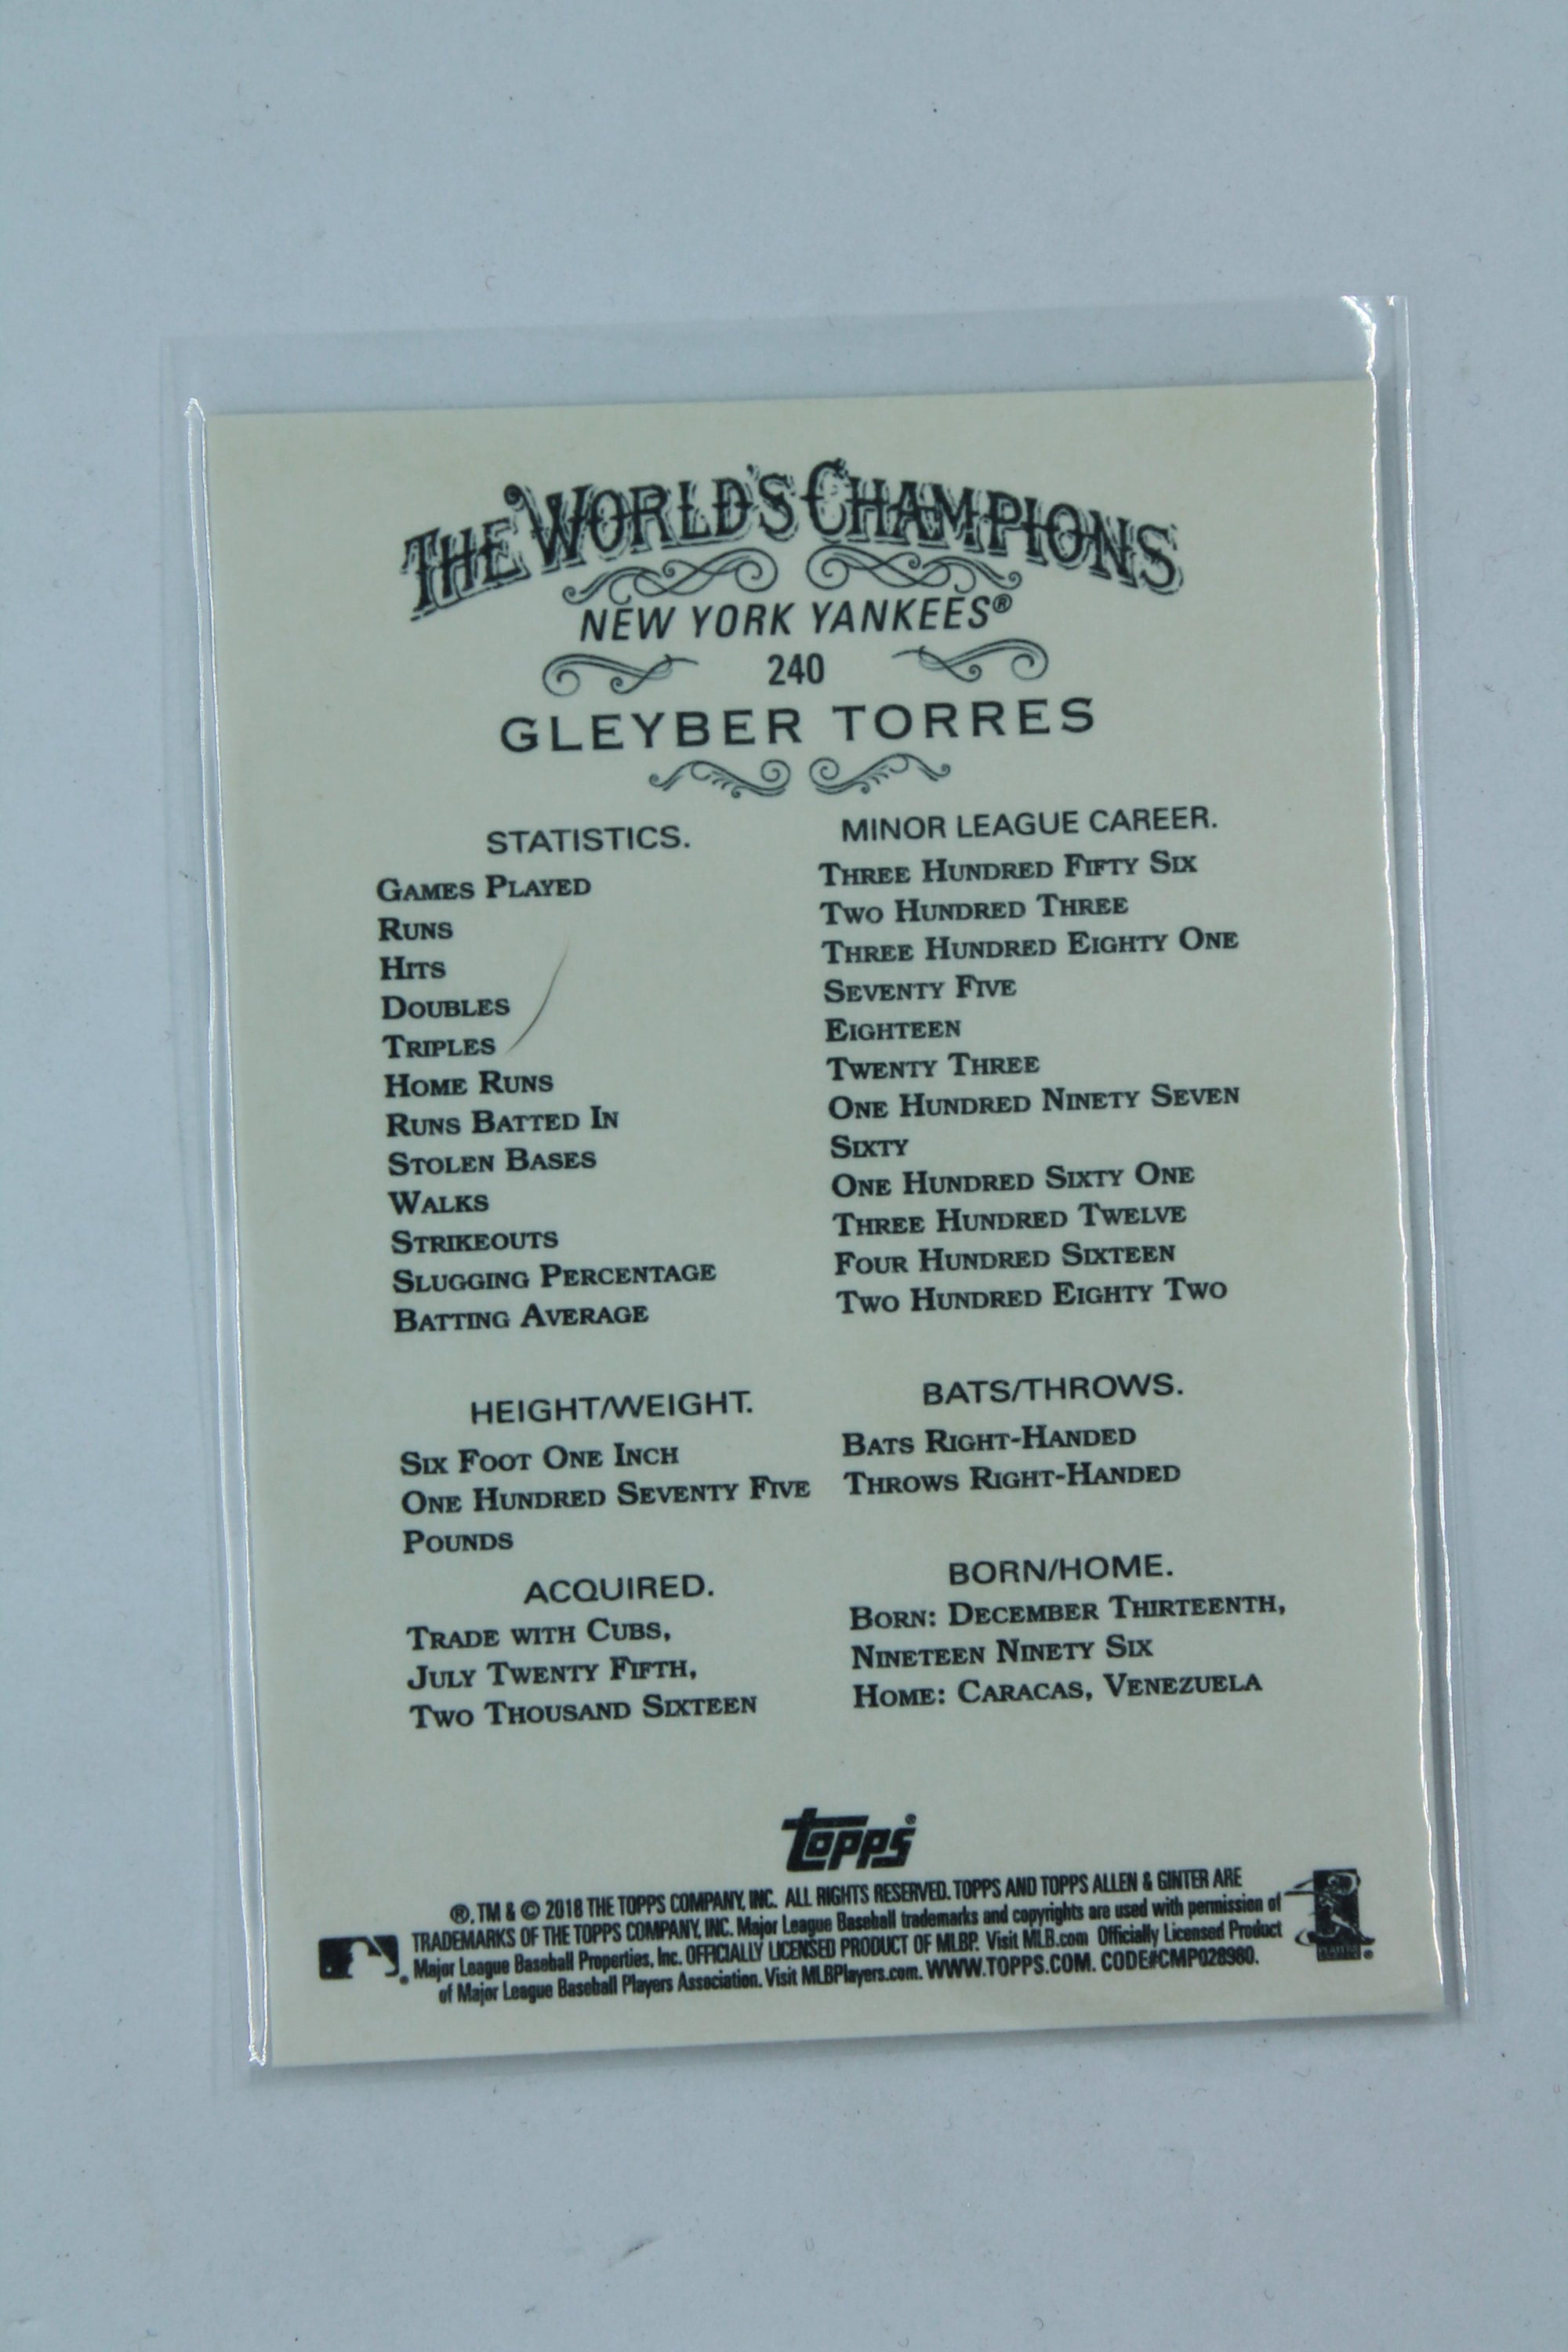 THE WORLD'S CHAMPIONS
NEW YORK YANKEES®
240
GLEYBER TORRES
STATISTICS. MINOR LEAGUE CAREER.
GAMES PLAYED THREE HUNDRED FIFTY SIX
RUNS TWO HUNDRED THREE
HITS THREE HUNDRED EIGHTY ONE
DOUBLES SEVENTY FIVE
TRIPLES EIGHTEEN
HOME RUNS TWENTY THREE
RUNS BATTED IN ONE HUNDRED NINETY SEVEN
STOLEN BASES SIXTY
WALKS ONE HUNDRED SIXTY ONE
STRIKEOUTS THREE HUNDRED TWELVE
SLUGGING PERCENTAGE FOUR HUNDRED SIXTEEN
BATTING AVERAGE TWO HUNDRED EIGHTY TWO
HEIGHT/WEIGHT.
SIX FOOT ONE INCH
ONE HUNDRED SEVENTY FIVE
POUNDS
BATS/THROWS.
BATS RIGHT-HANDED
THROWS RIGHT-HANDED
ACQUIRED.
TRADE WITH CUBS,
JULY TWENTY FIFTH,
TWO THOUSAND SIXTEEN
BORN/HOME.
BORN: DECEMBER THIRTEENTH,
NINETEEN NINETY SIX
HOME: CARACAS, VENEZUELA
topps®
®, TM & © 2018 THE TOPPS COMPANY, INC. ALL RIGHTS RESERVED. TOPPS AND TOPPS ALLEN & GINTER ARE
TRADEMARKS OF THE TOPPS COMPANY, INC. Major League Baseball trademarks and copyrights are used with permission of
Major League Baseball Properties, Inc. OFFICIALLY LICENSED PRODUCT OF MLBP. Visit MLB.com Officially Licensed Product
of Major League Baseball Players Association. Visit MLBPlayers.com. WWW.TOPPS.COM. CODE#CMP028980.